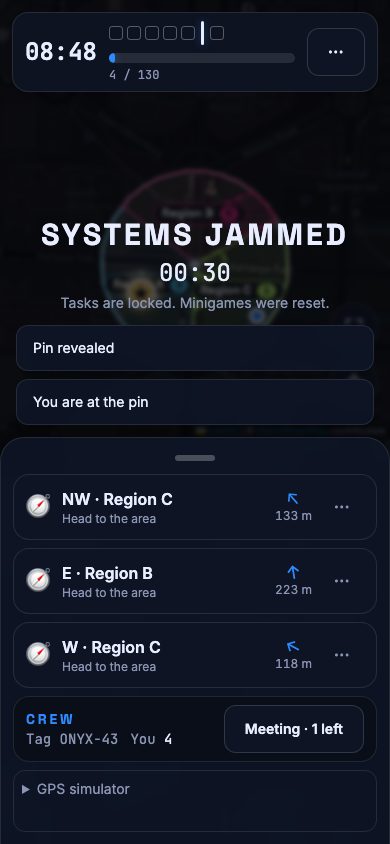 08:48
4 / 130
SYSTEMS JAMMED
00:30
Tasks are locked. Minigames were reset.
Pin revealed
You are at the pin
NW · Region C
Head to the area
133 m
E · Region B
Head to the area
223 m
W · Region C
Head to the area
118 m
CREW
Tag ONYX-43 You 4
Meeting · 1 left
GPS simulator